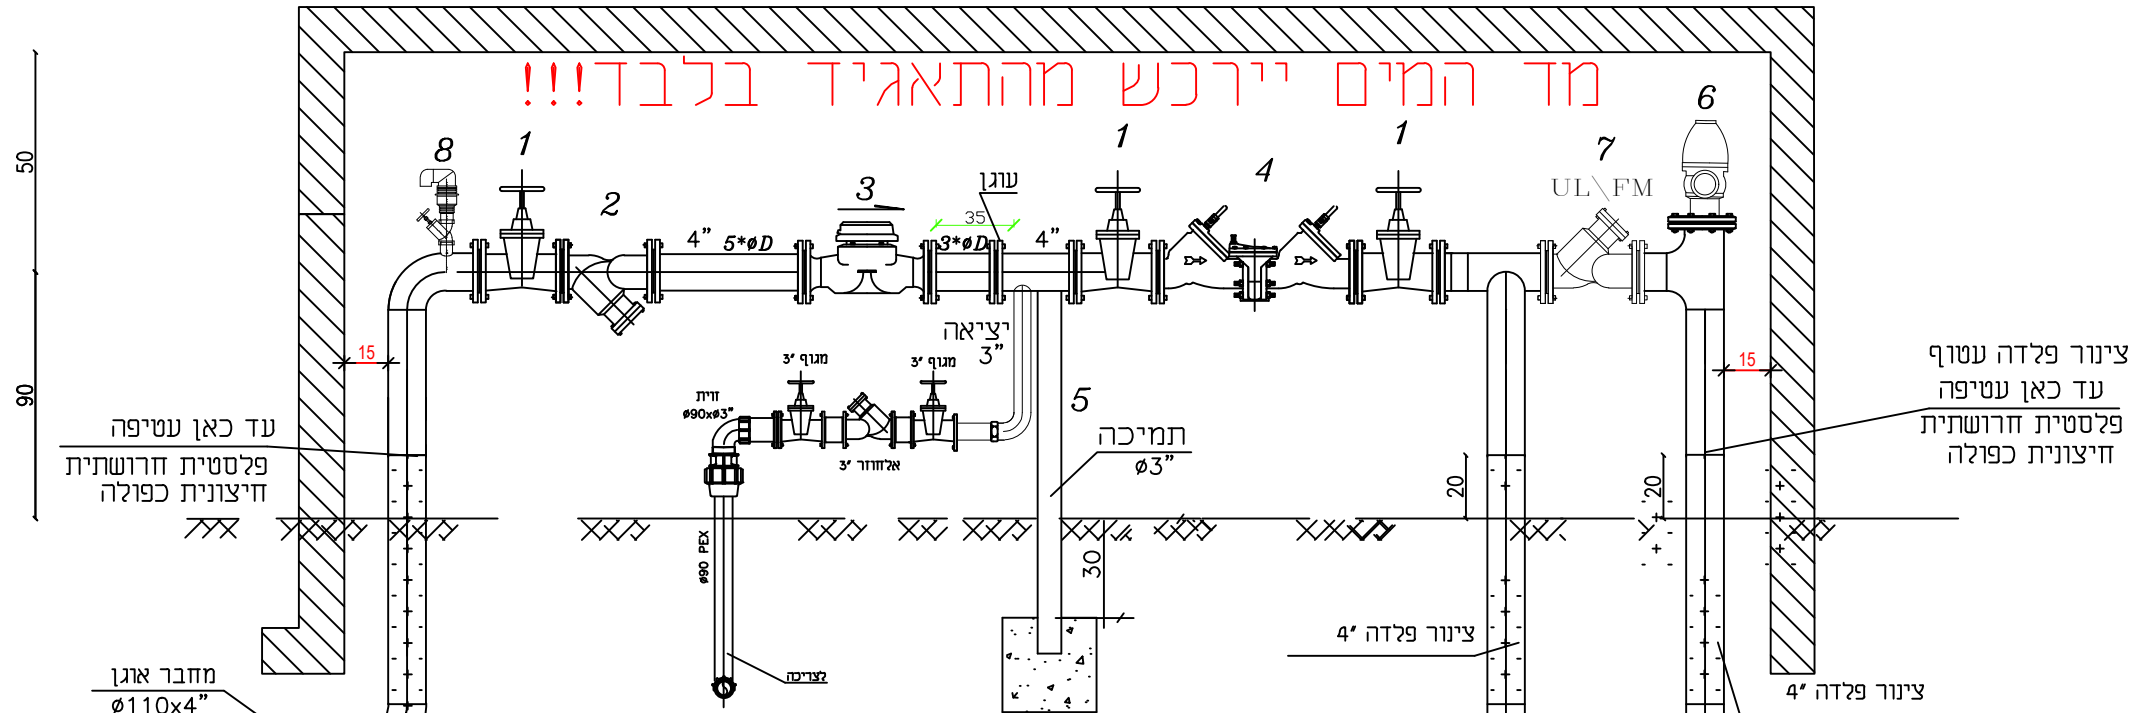 מד המים יירכש מהתאגיד בלבד!!!
6
1
1
1
8
7
4
3
2
UL\FM
עוגן
35
4"
5*øD
3*øD
4"
50
90
15
15
יציאה
3"
מגוף 3"
מגוף 3"
זוית
ø90xø3"
אלחוזר 3"
5
תמיכה
ø3"
צינור פלדה עטוף
עד כאן עטיפה
פלסטית חרושתית
חיצונית כפולה
עד כאן עטיפה
פלסטית חרושתית
חיצונית כפולה
20
20
30
ø90 PEX
לצריכה
צינור פלדה 4"
צינור פלדה 4"
מחבר אוגן
ø110x4"